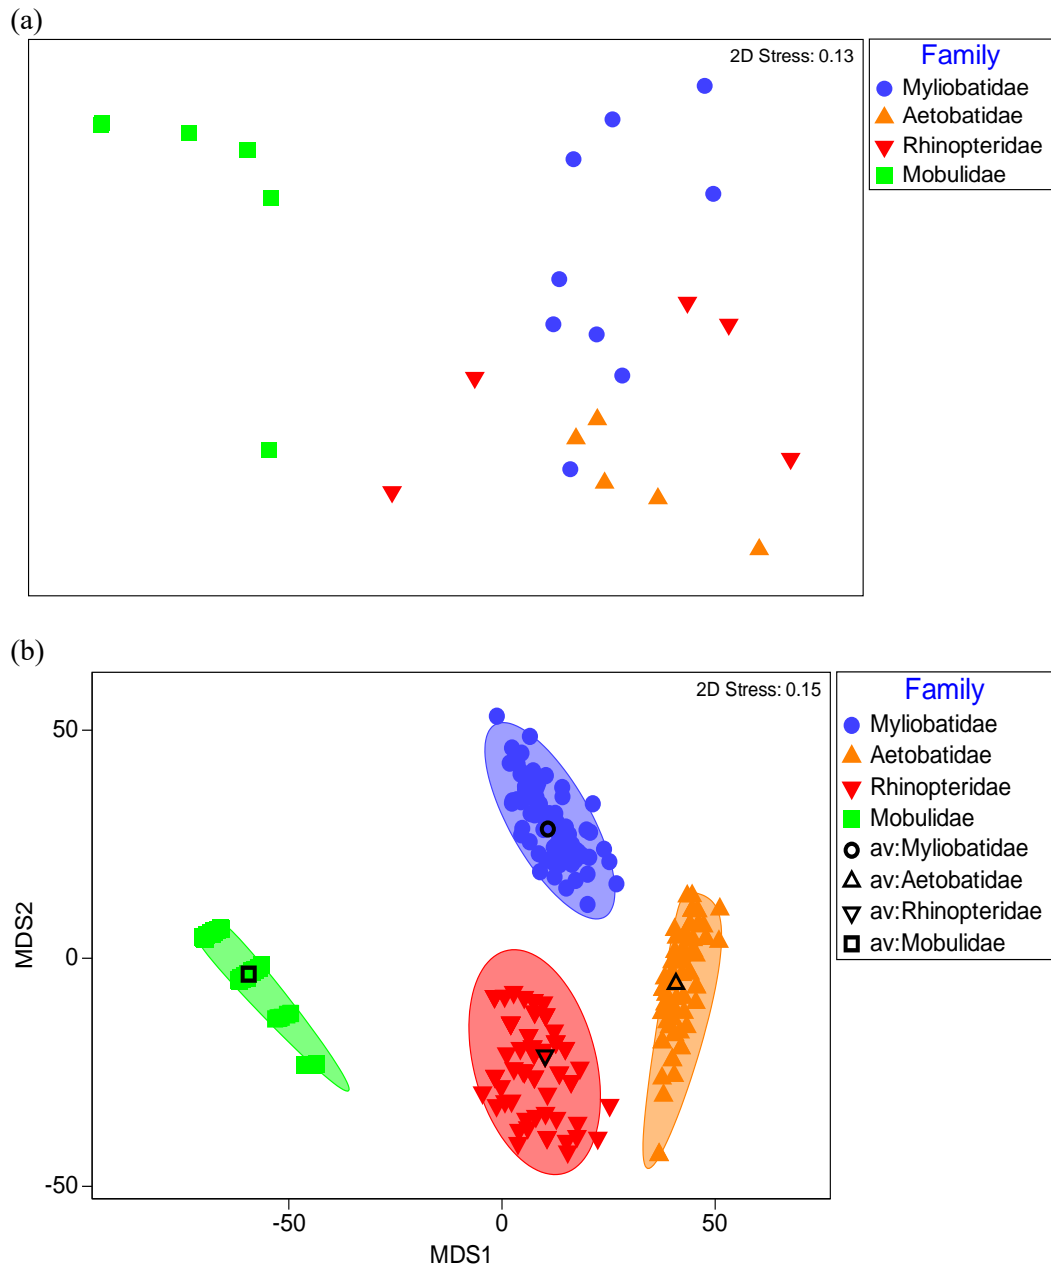 (a)
2D Stress: 0.13
Family
Myliobatidae
Aetobatidae
Rhinopteridae
Mobulidae
(b)
2D Stress: 0.15
Family
Myliobatidae
Aetobatidae
Rhinopteridae
Mobulidae
av:Myliobatidae
av:Aetobatidae
av:Rhinopteridae
av:Mobulidae
50
0
-50
MDS2
-50
0
50
MDS1